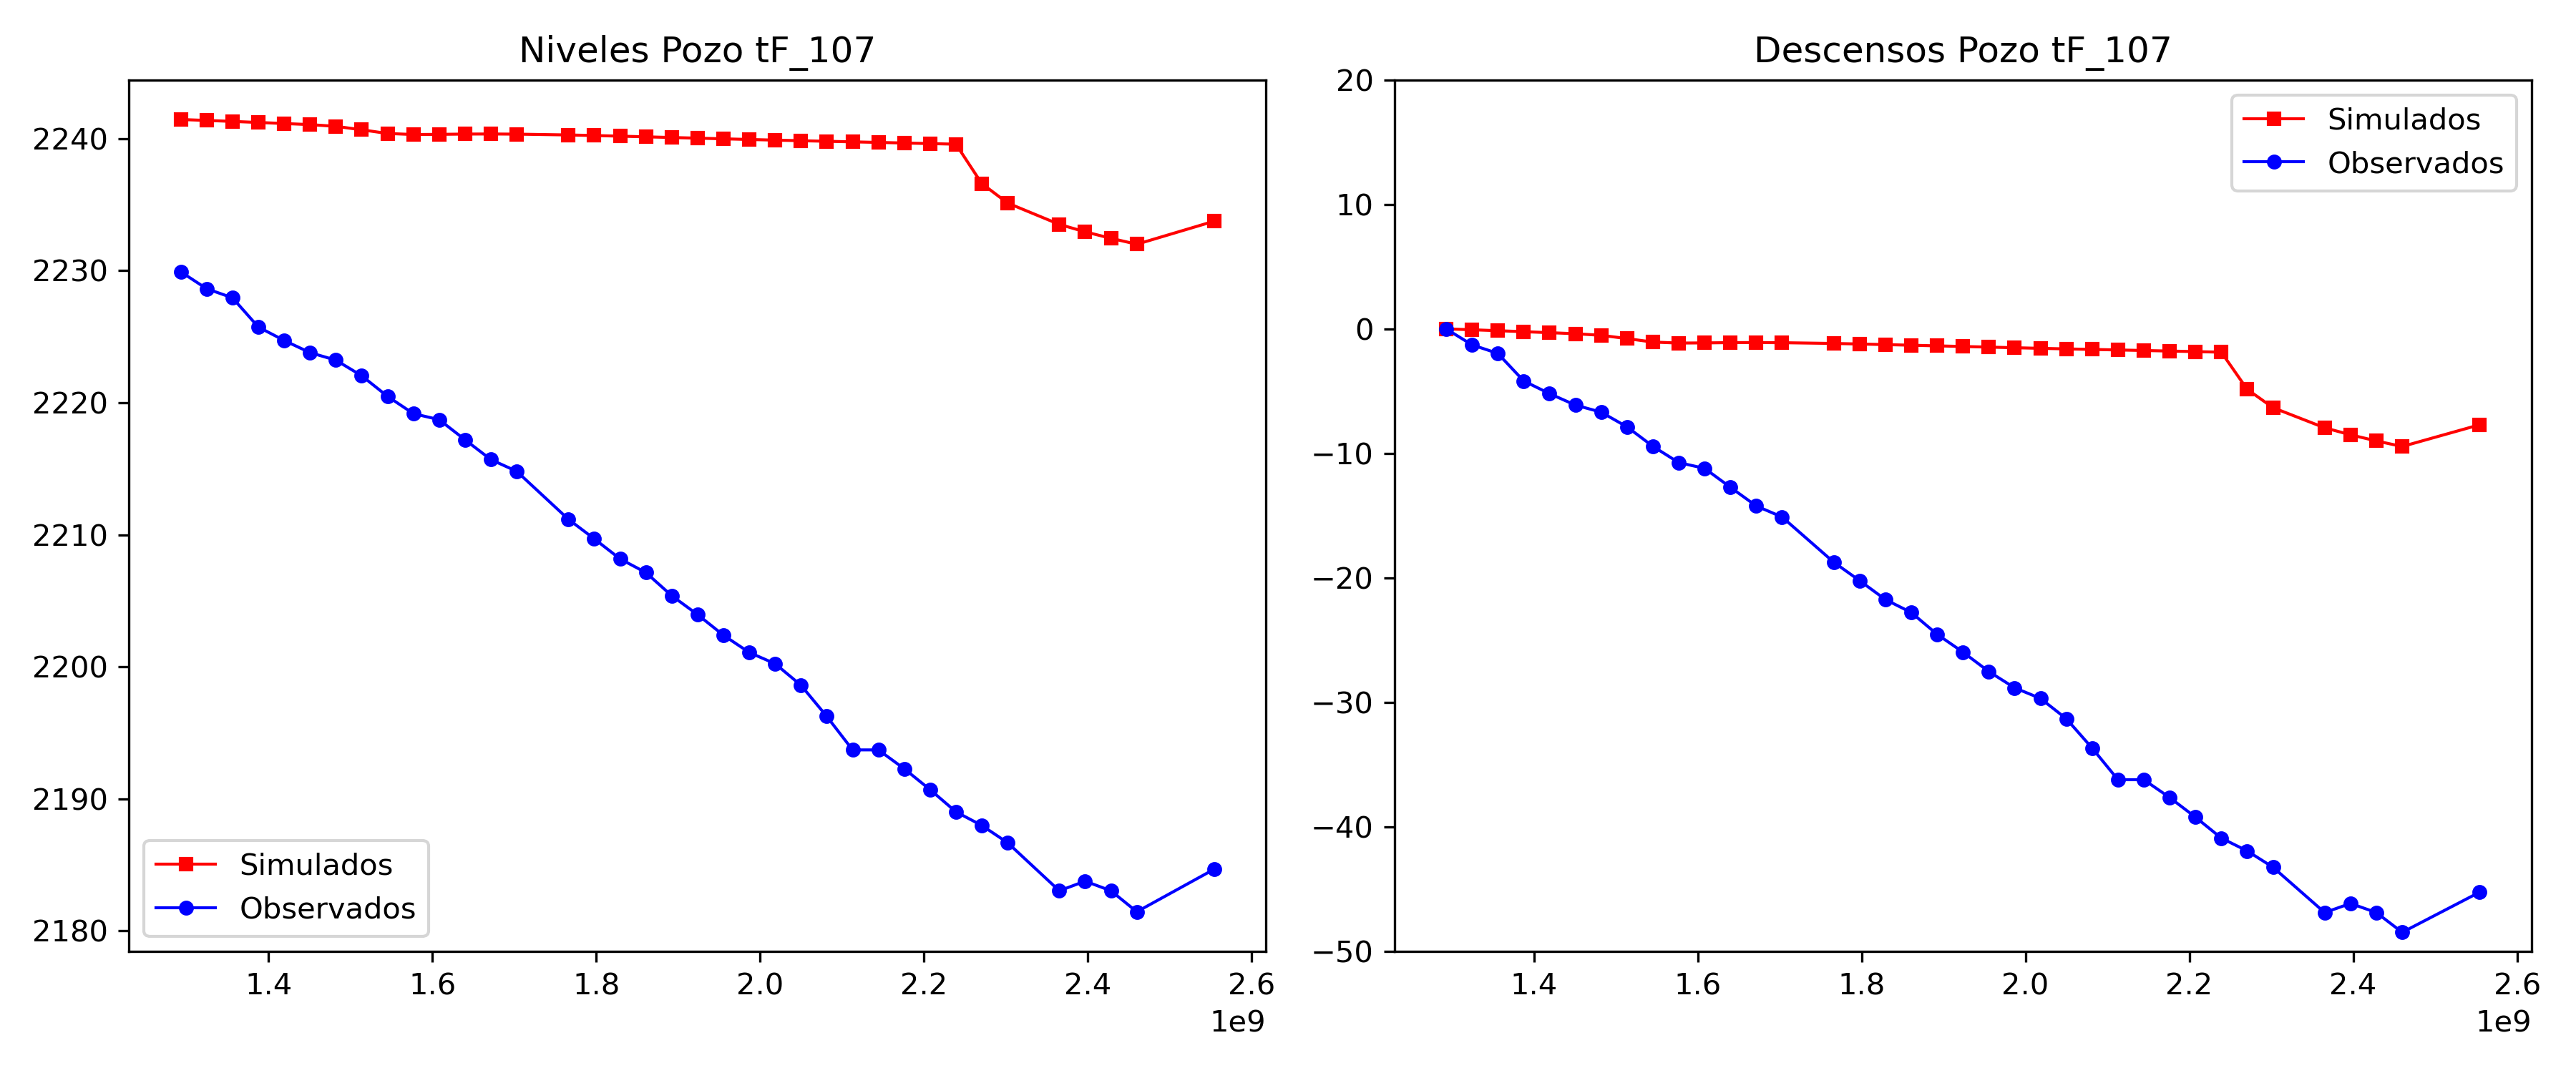 Niveles Pozo tF_107
2240
2230
2220
2210
2200
2190
2180
Simulados
Observados
1.4 1.6 1.8 2.0 2.2 2.4 2.6
1e9
Descensos Pozo tF_107
20
10
0
−10
−20
−30
−40
−50
Simulados
Observados
1.4 1.6 1.8 2.0 2.2 2.4 2.6
1e9